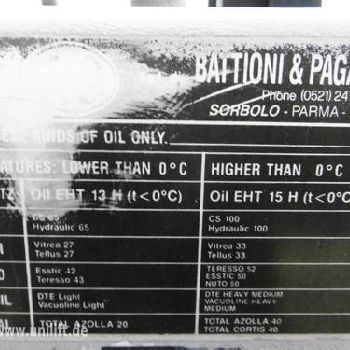 BATTIONI & PAGA
Phone (0521) 24
SORBOLO - PARMA -
KINDS OF OIL ONLY.
ATURES: LOWER THAN 0°C HIGHER THAN 0°C
TZ Oil EHT 13 H (t<0°C) Oil EHT 15 H (t<0°C)
65 CS 100
Hydraulic 65 Hydraulic 100
Vitrea 27 Vitrea 33
Tellus 27 Tellus 33
Esstic 42 TERESSO 52
Teresso 43 ESSTIC 50
NUTO 50
DTE Light DTE HEAVY MEDIUM
Vacuoline Light VACUOLINE HEAVY
MEDIUM
TOTAL AZOLLA 20 TOTAL AZOLLA 40
TOTAL CORTIS 40
www.unilift.de